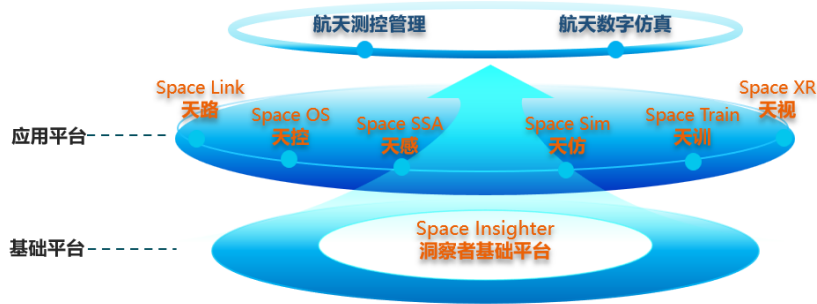 航天测控管理
航天数字仿真
Space Link
天路
Space OS
天控
Space SSA
天感
Space Sim
天仿
Space Train
天训
Space XR
天视
应用平台
Space Insighter
洞察者基础平台
基础平台